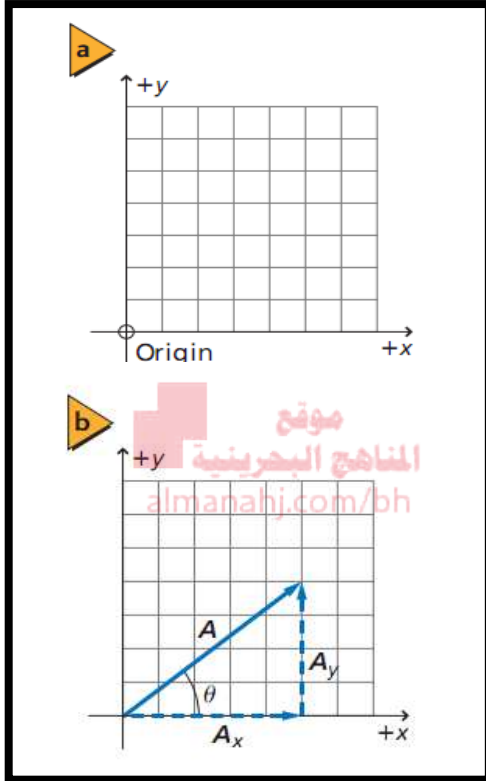 a
+y
Origin
+x
موقع
المناهج البحرينية
almanahj.com/bh
b
+y
A
θ
Ay
Ax
+x